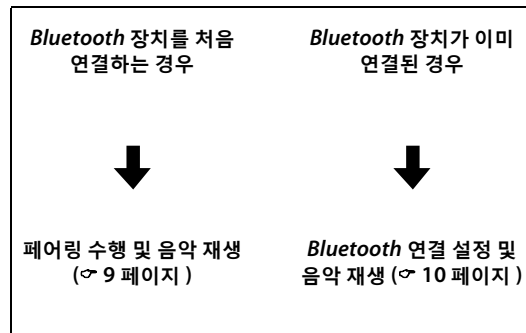 Bluetooth 장치를 처음
연결하는 경우
페어링 수행 및 음악 재생
(☞ 9 페이지 )
Bluetooth 장치가 이미
연결된 경우
Bluetooth 연결 설정 및
음악 재생 (☞ 10 페이지 )